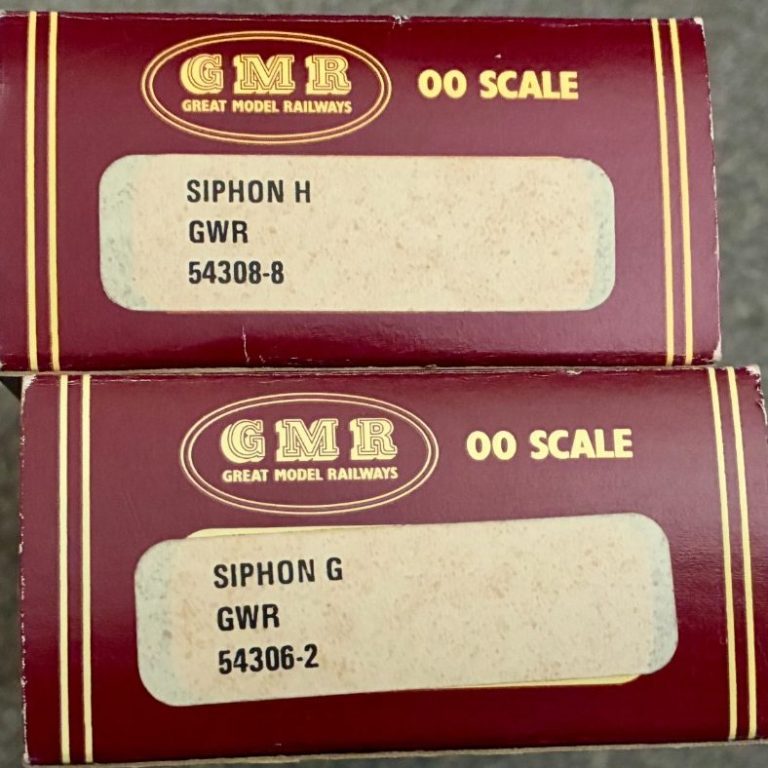 GMR
GREAT MODEL RAILWAYS
OO SCALE
SIPHON H
GWR
54308-8
GMR
GREAT MODEL RAILWAYS
OO SCALE
SIPHON G
GWR
54306-2